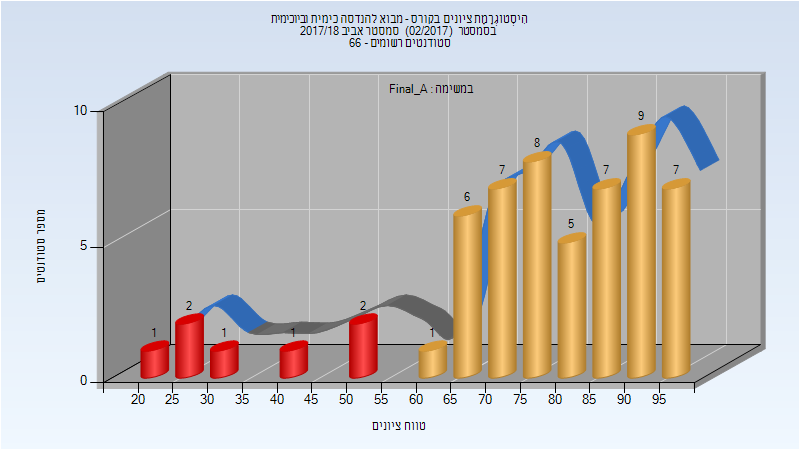 הִיסְטוֹגְרָמַת ציונים בקורס - מבוא להנדסה כימית וביוכימית
בסמסטר (02/2017) סמסטר אביב 2017/18
סטודנטים רשומים - 66
במשימה : Final_A
מספר סטודנטים
10
5
0
1
2
1
1
2
1
6
7
8
5
7
9
7
20 25 30 35 40 45 50 55 60 65 70 75 80 85 90 95
טווח ציונים